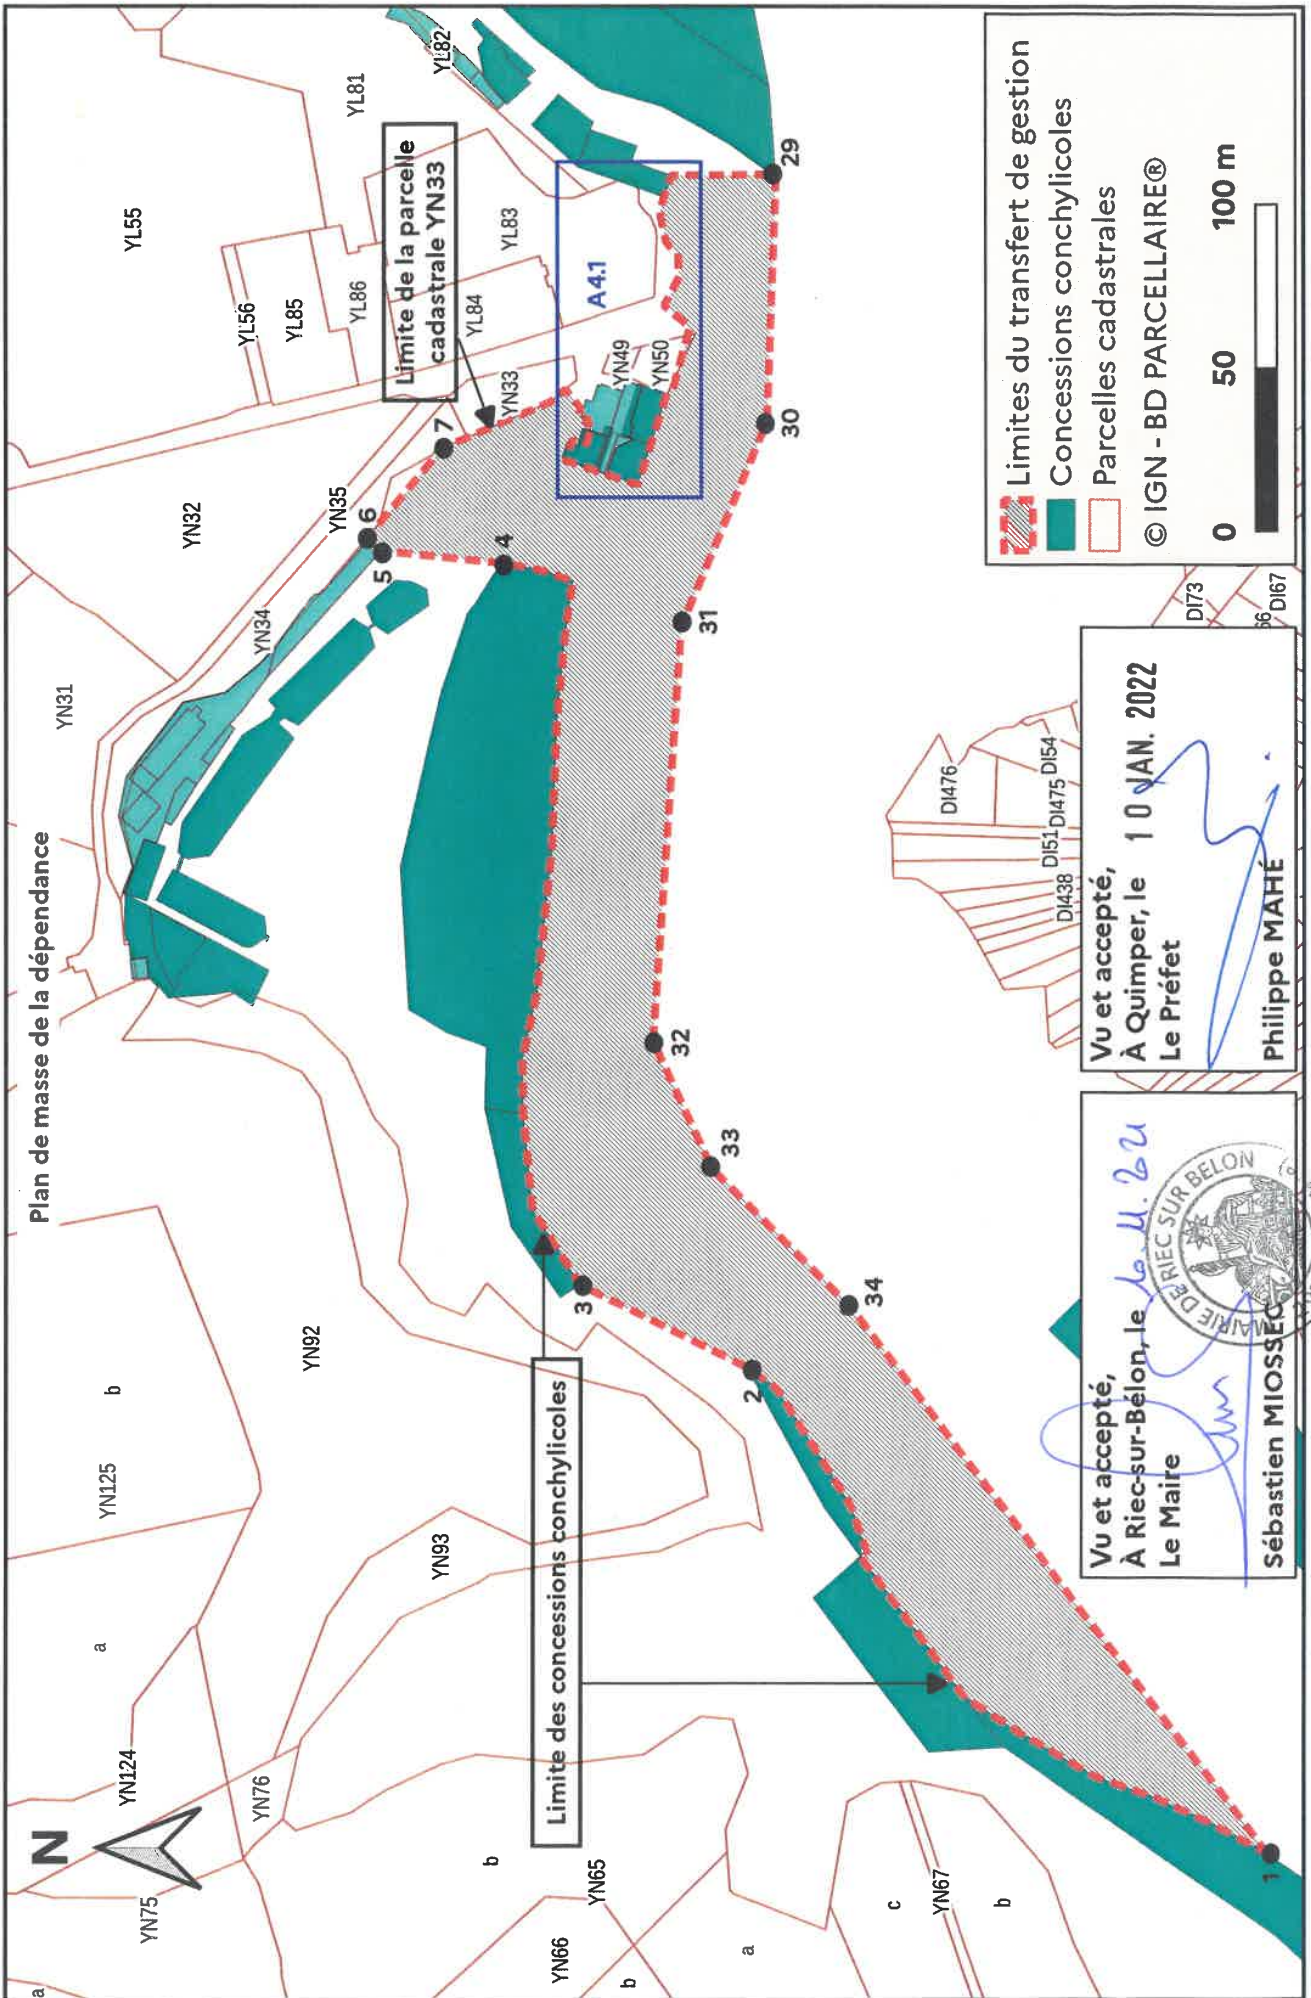 Plan de masse de la dépendance
N
a
YN75
YN124
YN76
a
YN125
b
YN92
YN93
b
YN65
YN66
b
a
c
YN67
b
YN31
YN34
YN32
YN35
YL55
YL56
YL85
YL86
YL81
YL82
YL83
YL84
YN33
YN49
YN50
A4.1
Limite de la parcelle
cadastrale YN33
Limite des concessions conchylicoles
1
2
3
4
5
6
7
29
30
31
32
33
34
DI438
DI51
DI475
DI54
DI476
DI73
66
DI67
Vu et accepté,
À Riec-sur-Bélon, le
Le Maire
Sébastien MIOSSEC
MAIRIE DE RIEC SUR BELON
Vu et accepté,
À Quimper, le 10 JAN. 2022
Le Préfet
Philippe MAHÉ
Limites du transfert de gestion
Concessions conchylicoles
Parcelles cadastrales
© IGN - BD PARCELLAIRE®
0 50 100 m